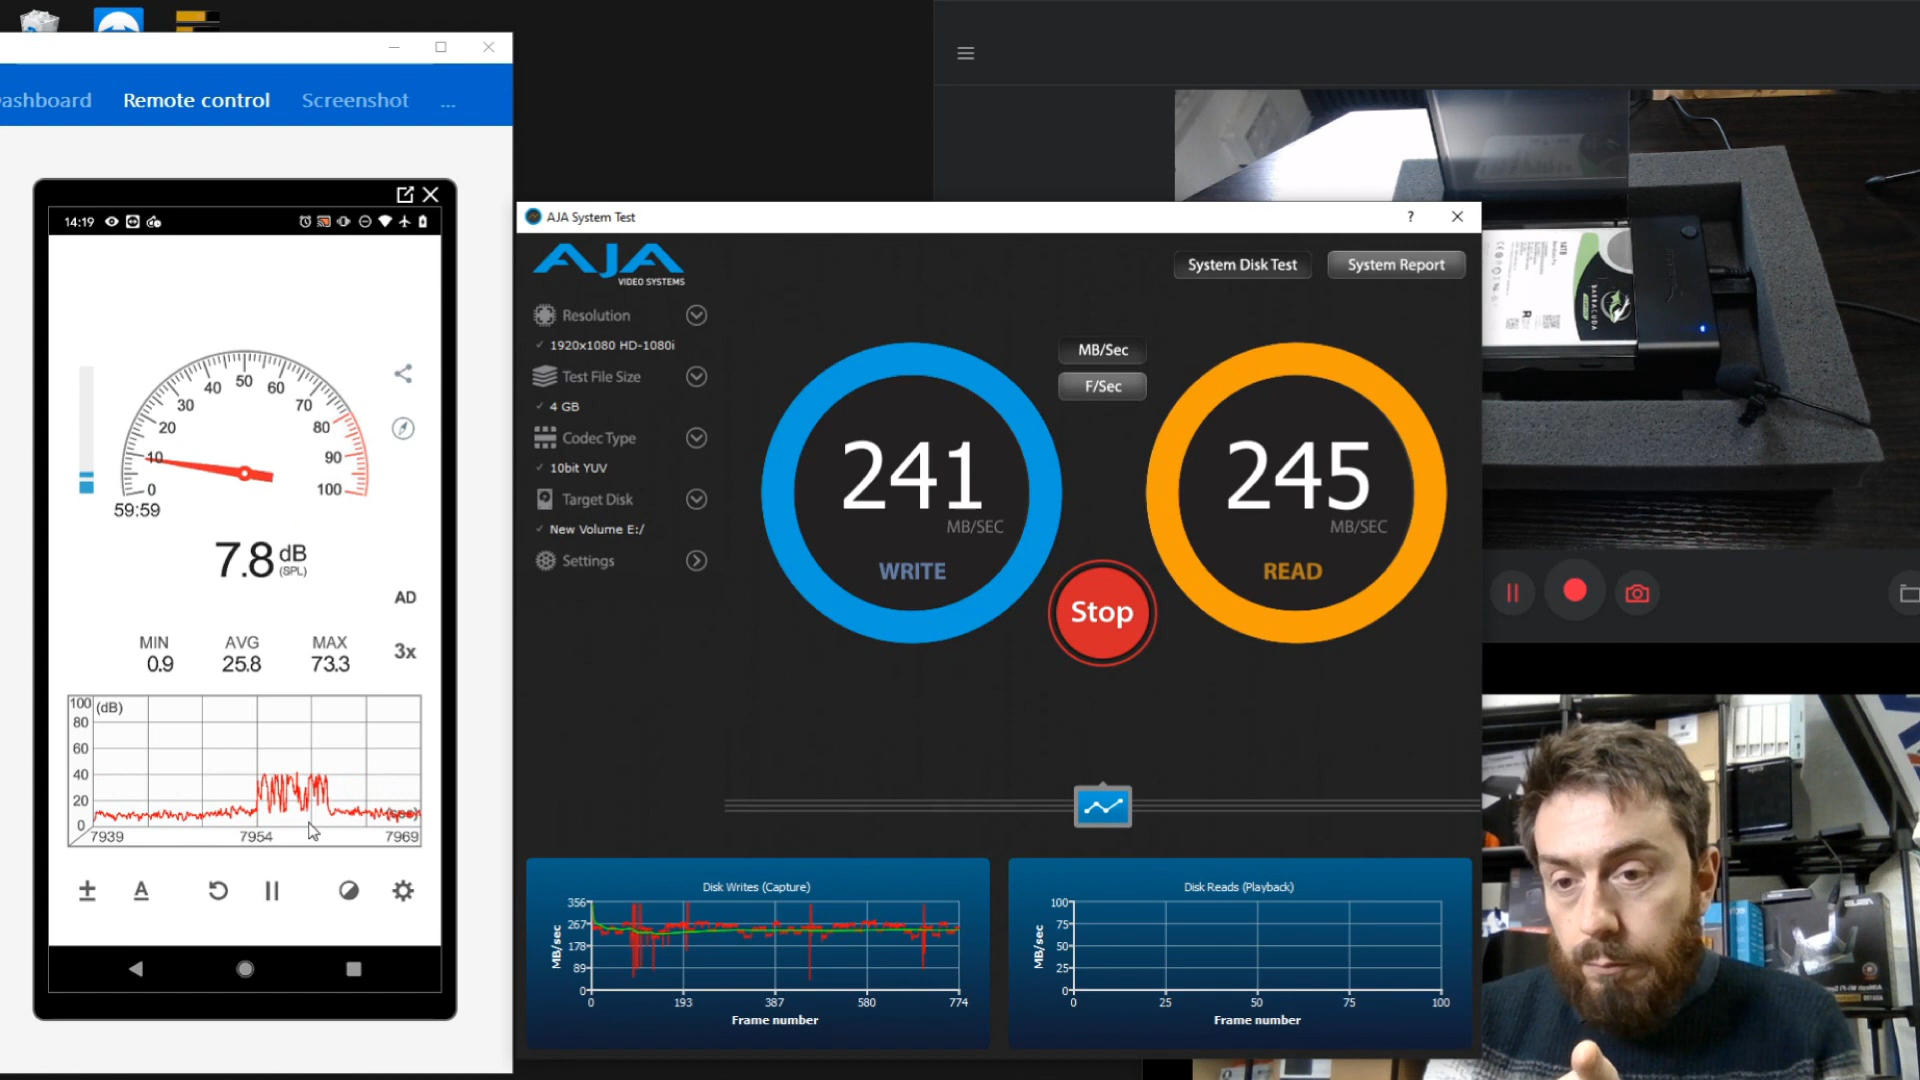 ashboard
Remote control
Screenshot
...
14:19
0
10
20
30
40
50
60
70
80
90
100
59:59
7.8 dB
(SPL)
AD
MIN AVG MAX
0.9 25.8 73.3
3x
100 (dB)
80
60
40
20
0
7939 7954 7969
(sec)
AJA System Test
?
AJA
VIDEO SYSTEMS
System Disk Test
System Report
Resolution
1920x1080 HD-1080i
Test File Size
4 GB
Codec Type
10bit YUV
Target Disk
New Volume E:/
Settings
MB/Sec
F/Sec
241
MB/SEC
WRITE
245
MB/SEC
READ
Stop
Disk Writes (Capture)
356
267
178
89
0
MB/sec
0 193 387 580 774
Frame number
Disk Reads (Playback)
100
75
50
25
0
MB/sec
0 25 50 75 100
Frame number
14TB
BARRACUDA
ASUS